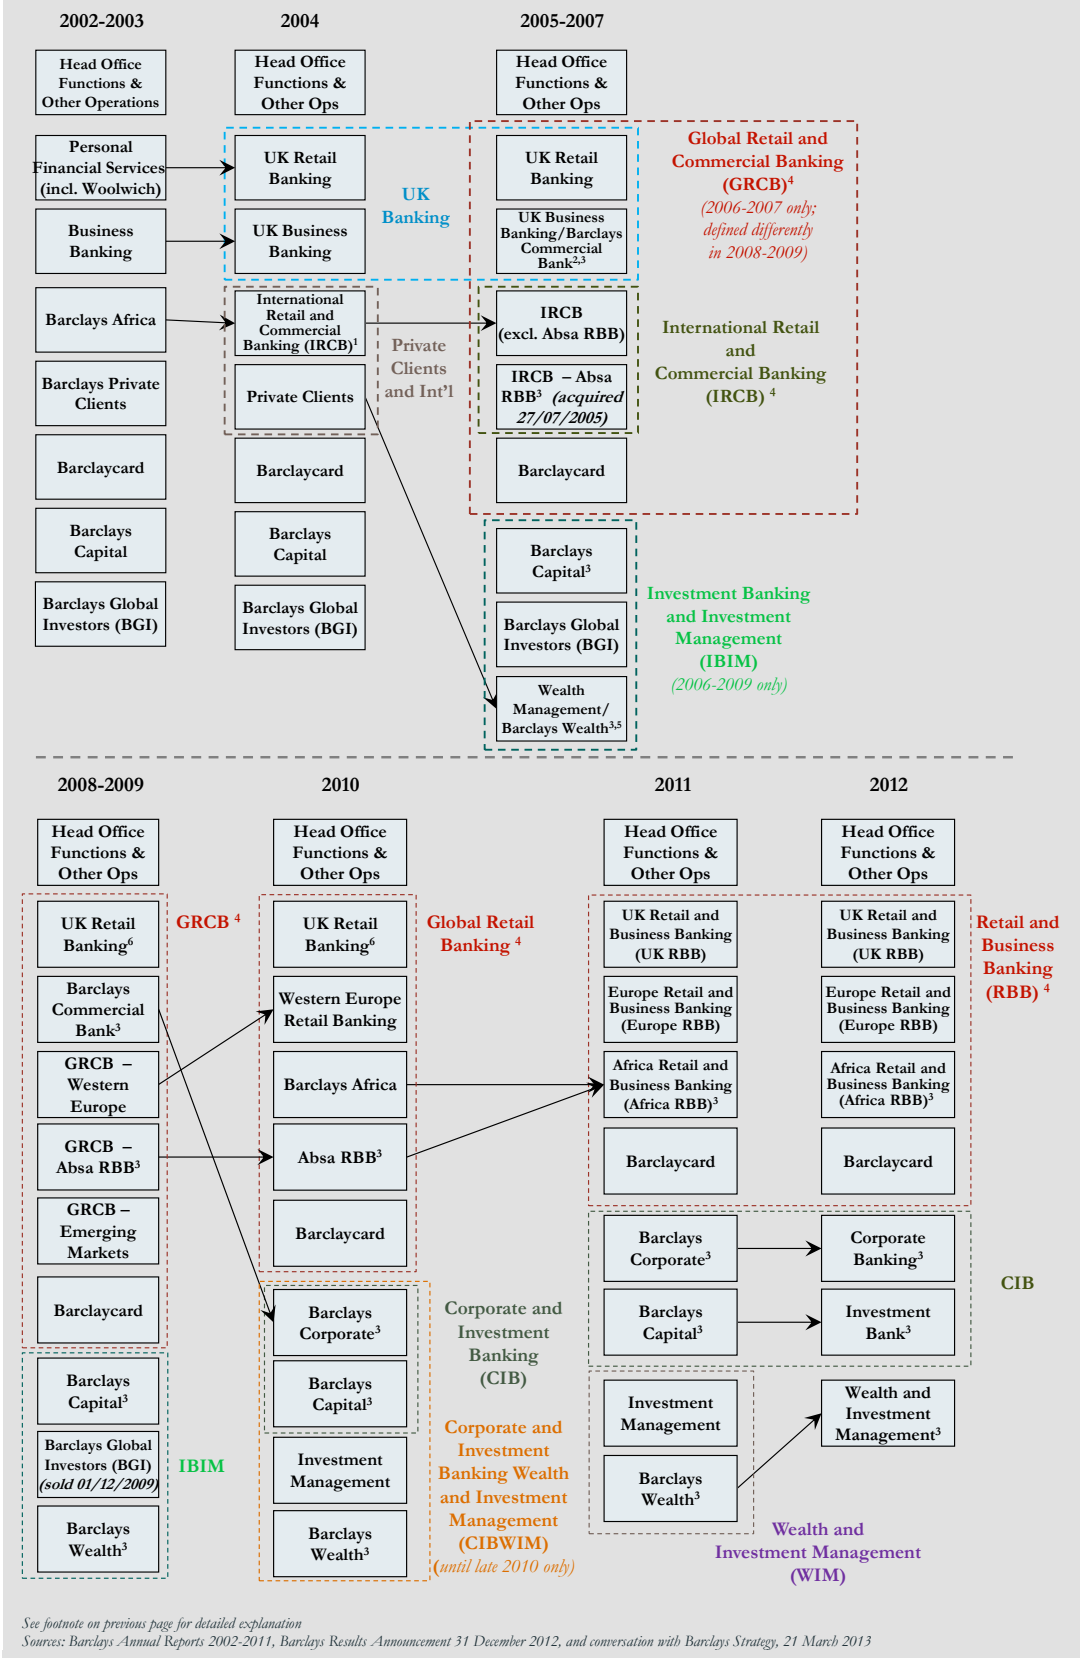 2002-2003
2004
2005-2007
Head Office
Functions &
Other Operations
Head Office
Functions &
Other Ops
Head Office
Functions &
Other Ops
Personal
Financial Services
(incl. Woolwich)
UK Retail
Banking
UK
Banking
UK Retail
Banking
Global Retail and
Commercial Banking
(GRCB)4
(2006-2007 only;
defined differently
in 2008-2009)
Business
Banking
UK Business
Banking
UK Business
Banking/Barclays
Commercial
Bank2,3
Barclays Africa
International
Retail and
Commercial
Banking (IRCB)1
Private
Clients
and Int'l
IRCB
(excl. Absa RBB)
International Retail
and
Commercial Banking
(IRCB) 4
Barclays Private
Clients
Private Clients
IRCB – Absa
RBB3 (acquired
27/07/2005)
Barclaycard
Barclaycard
Barclaycard
Barclays
Capital
Barclays
Capital
Barclays
Capital3
Investment Banking
and Investment
Management
(IBIM)
(2006-2009 only)
Barclays Global
Investors (BGI)
Barclays Global
Investors (BGI)
Barclays Global
Investors (BGI)
Wealth
Management/
Barclays Wealth3,5
2008-2009
2010
2011
2012
Head Office
Functions &
Other Ops
Head Office
Functions &
Other Ops
Head Office
Functions &
Other Ops
Head Office
Functions &
Other Ops
UK Retail
Banking6
GRCB 4
UK Retail
Banking6
Global Retail
Banking 4
UK Retail and
Business Banking
(UK RBB)
UK Retail and
Business Banking
(UK RBB)
Retail and
Business
Banking
(RBB) 4
Barclays
Commercial
Bank3
Western Europe
Retail Banking
Europe Retail and
Business Banking
(Europe RBB)
Europe Retail and
Business Banking
(Europe RBB)
GRCB –
Western
Europe
Barclays Africa
Africa Retail and
Business Banking
(Africa RBB)3
Africa Retail and
Business Banking
(Africa RBB)3
GRCB –
Absa RBB3
Absa RBB3
Barclaycard
Barclaycard
GRCB –
Emerging
Markets
Barclaycard
Barclays
Corporate3
Corporate
Banking3
CIB
Barclaycard
Barclays
Corporate3
Corporate and
Investment
Banking
(CIB)
Barclays
Capital3
Investment
Bank3
Barclays
Capital3
Barclays
Capital3
Investment
Management
Wealth and
Investment
Management3
Barclays Global
Investors (BGI)
(sold 01/12/2009)
IBIM
Investment
Management
Corporate and
Investment
Banking Wealth
and Investment
Management
(CIBWIM)
(until late 2010 only)
Barclays
Wealth3
Barclays
Wealth3
Barclays
Wealth3
Wealth and
Investment Management
(WIM)
See footnote on previous page for detailed explanation
Sources: Barclays Annual Reports 2002-2011, Barclays Results Announcement 31 December 2012, and conversation with Barclays Strategy, 21 March 2013